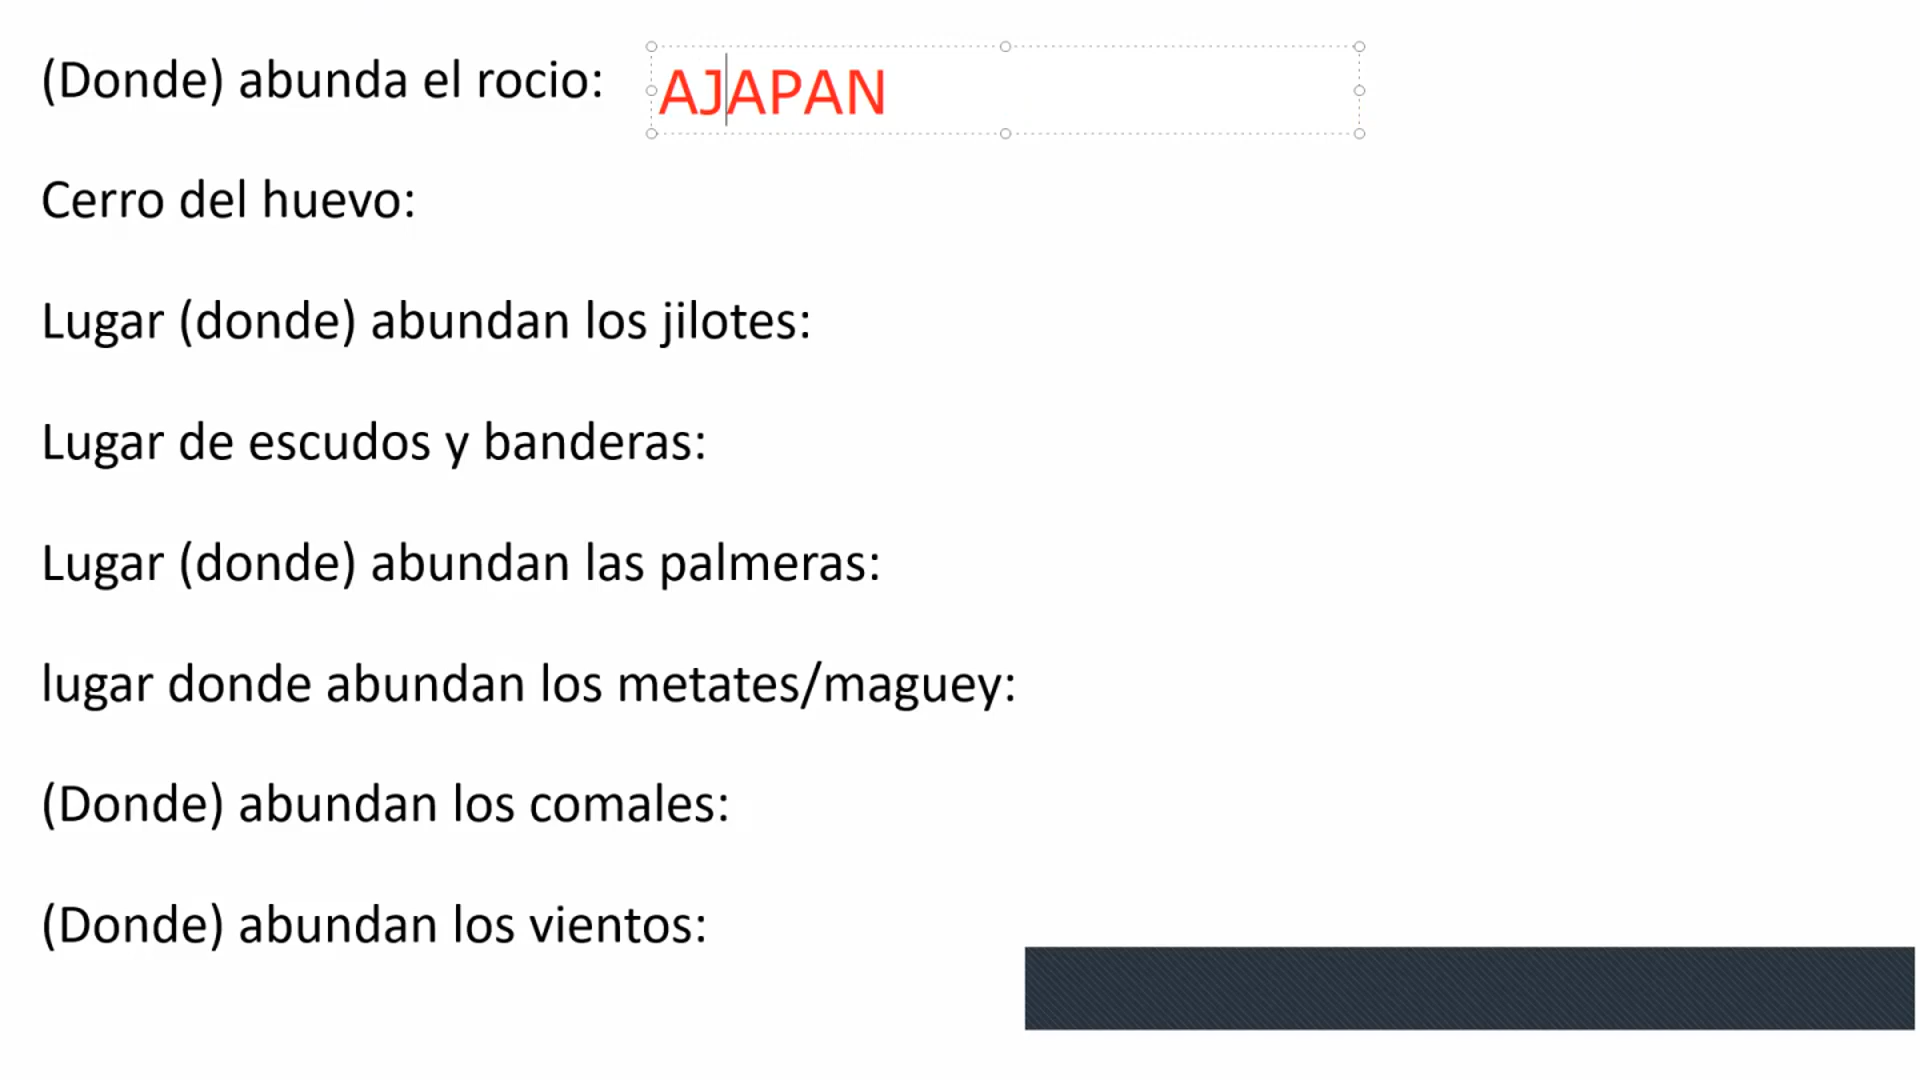 (Donde) abunda el rocio: AJAPAN
Cerro del huevo:
Lugar (donde) abundan los jilotes:
Lugar de escudos y banderas:
Lugar (donde) abundan las palmeras:
lugar donde abundan los metates/maguey:
(Donde) abundan los comales:
(Donde) abundan los vientos: